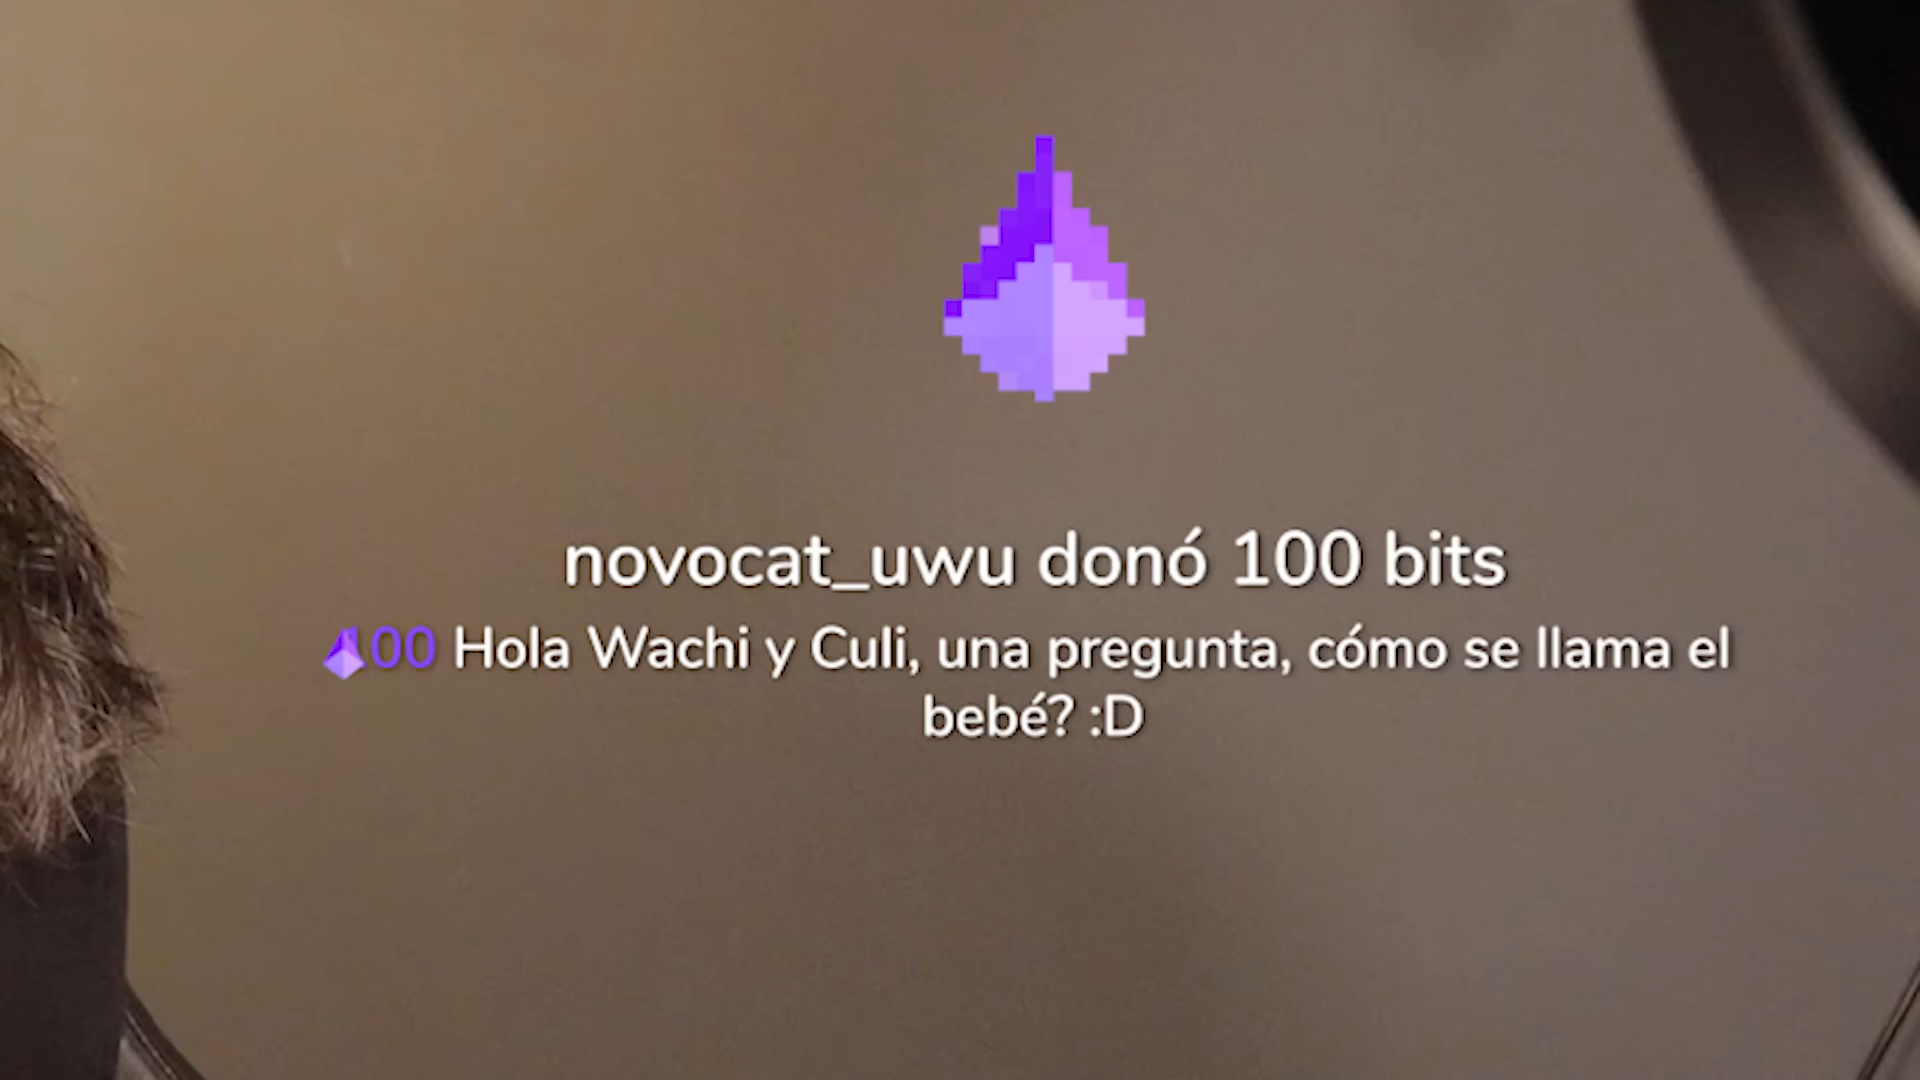 novocat_uwu donó 100 bits
100 Hola Wachi y Culi, una pregunta, cómo se llama el
bebé? :D